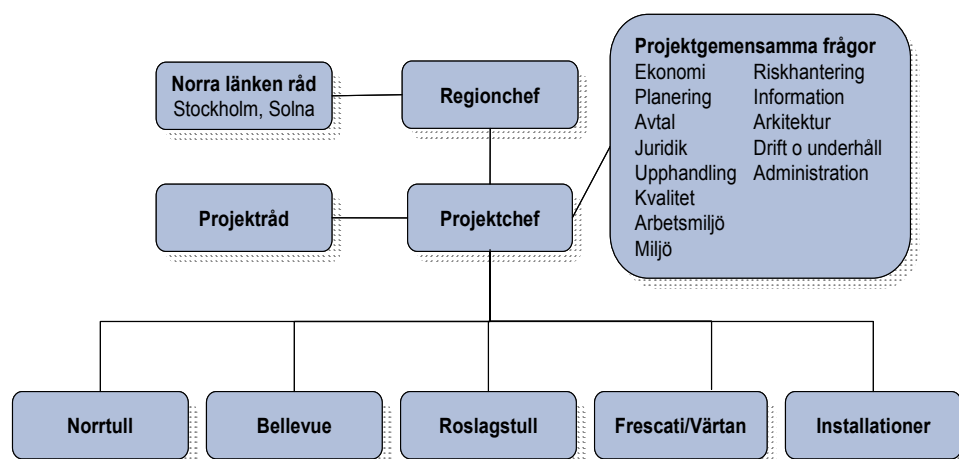 Norra länken råd
Stockholm, Solna
Regionchef
Projektgemensamma frågor
Ekonomi
Planering
Avtal
Juridik
Upphandling
Kvalitet
Arbetsmiljö
Miljö
Riskhantering
Information
Arkitektur
Drift o underhåll
Administration
Projektråd
Projektchef
Norrtull
Bellevue
Roslagstull
Frescati/Värtan
Installationer